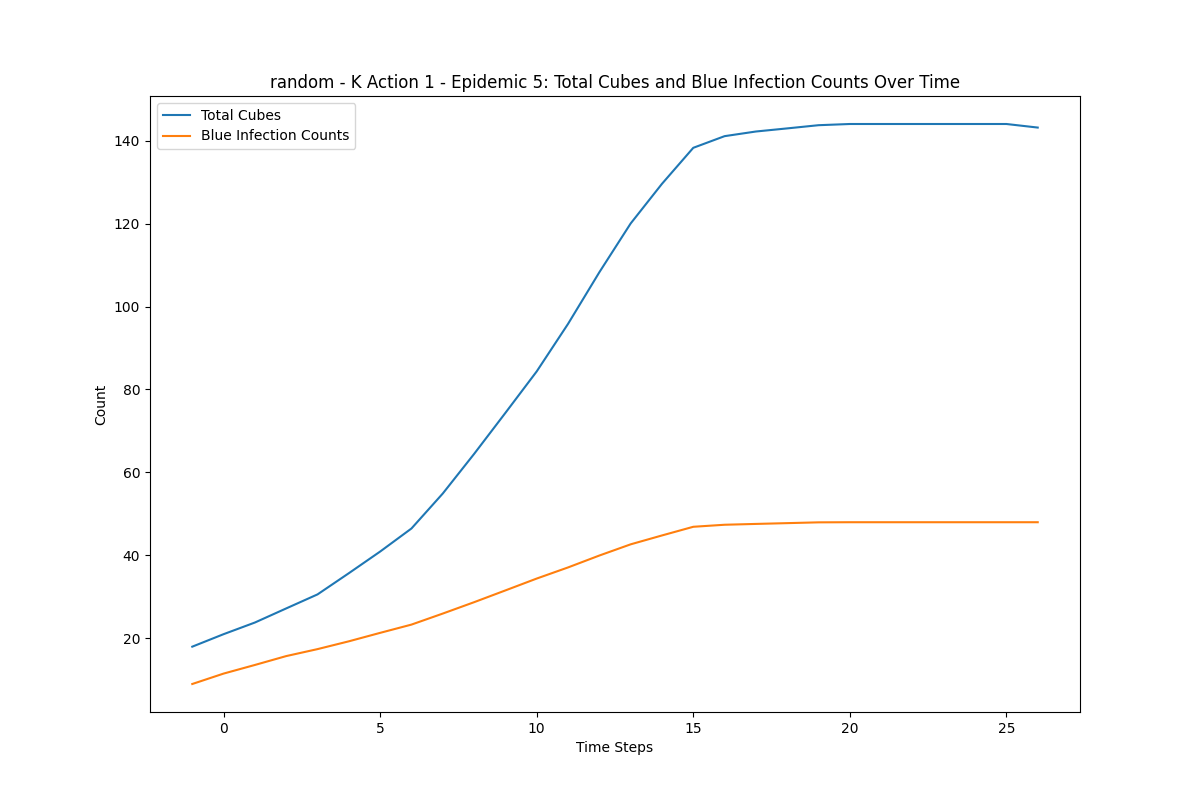 random - K Action 1 - Epidemic 5: Total Cubes and Blue Infection Counts Over Time
Total Cubes
Blue Infection Counts
140
120
100
80
60
40
20
Count
0 5 10 15 20 25
Time Steps